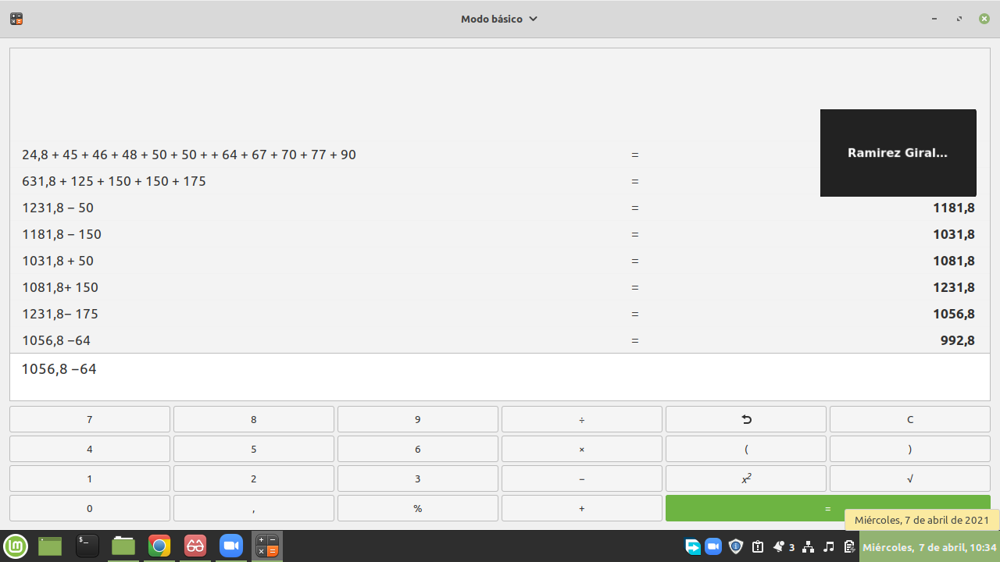 Modo básico
Ramirez Giral...
24,8 + 45 + 46 + 48 + 50 + 50 + + 64 + 67 + 70 + 77 + 90 =
631,8 + 125 + 150 + 150 + 175 =
1231,8 − 50 = 1181,8
1181,8 − 150 = 1031,8
1031,8 + 50 = 1081,8
1081,8+ 150 = 1231,8
1231,8− 175 = 1056,8
1056,8 −64 = 992,8
1056,8 −64
7 8 9 ÷ C
4 5 6 × ( )
1 2 3 − x² √
0 , % + =
Miércoles, 7 de abril de 2021
3 Miércoles, 7 de abril, 10:34